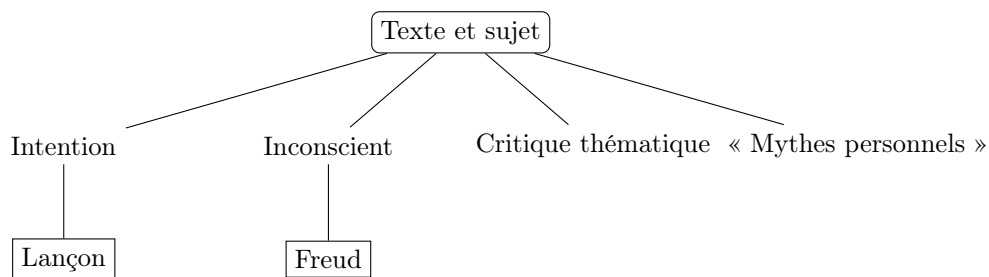 Texte et sujet
Intention
Inconscient
Critique thématique
« Mythes personnels »
Lançon
Freud